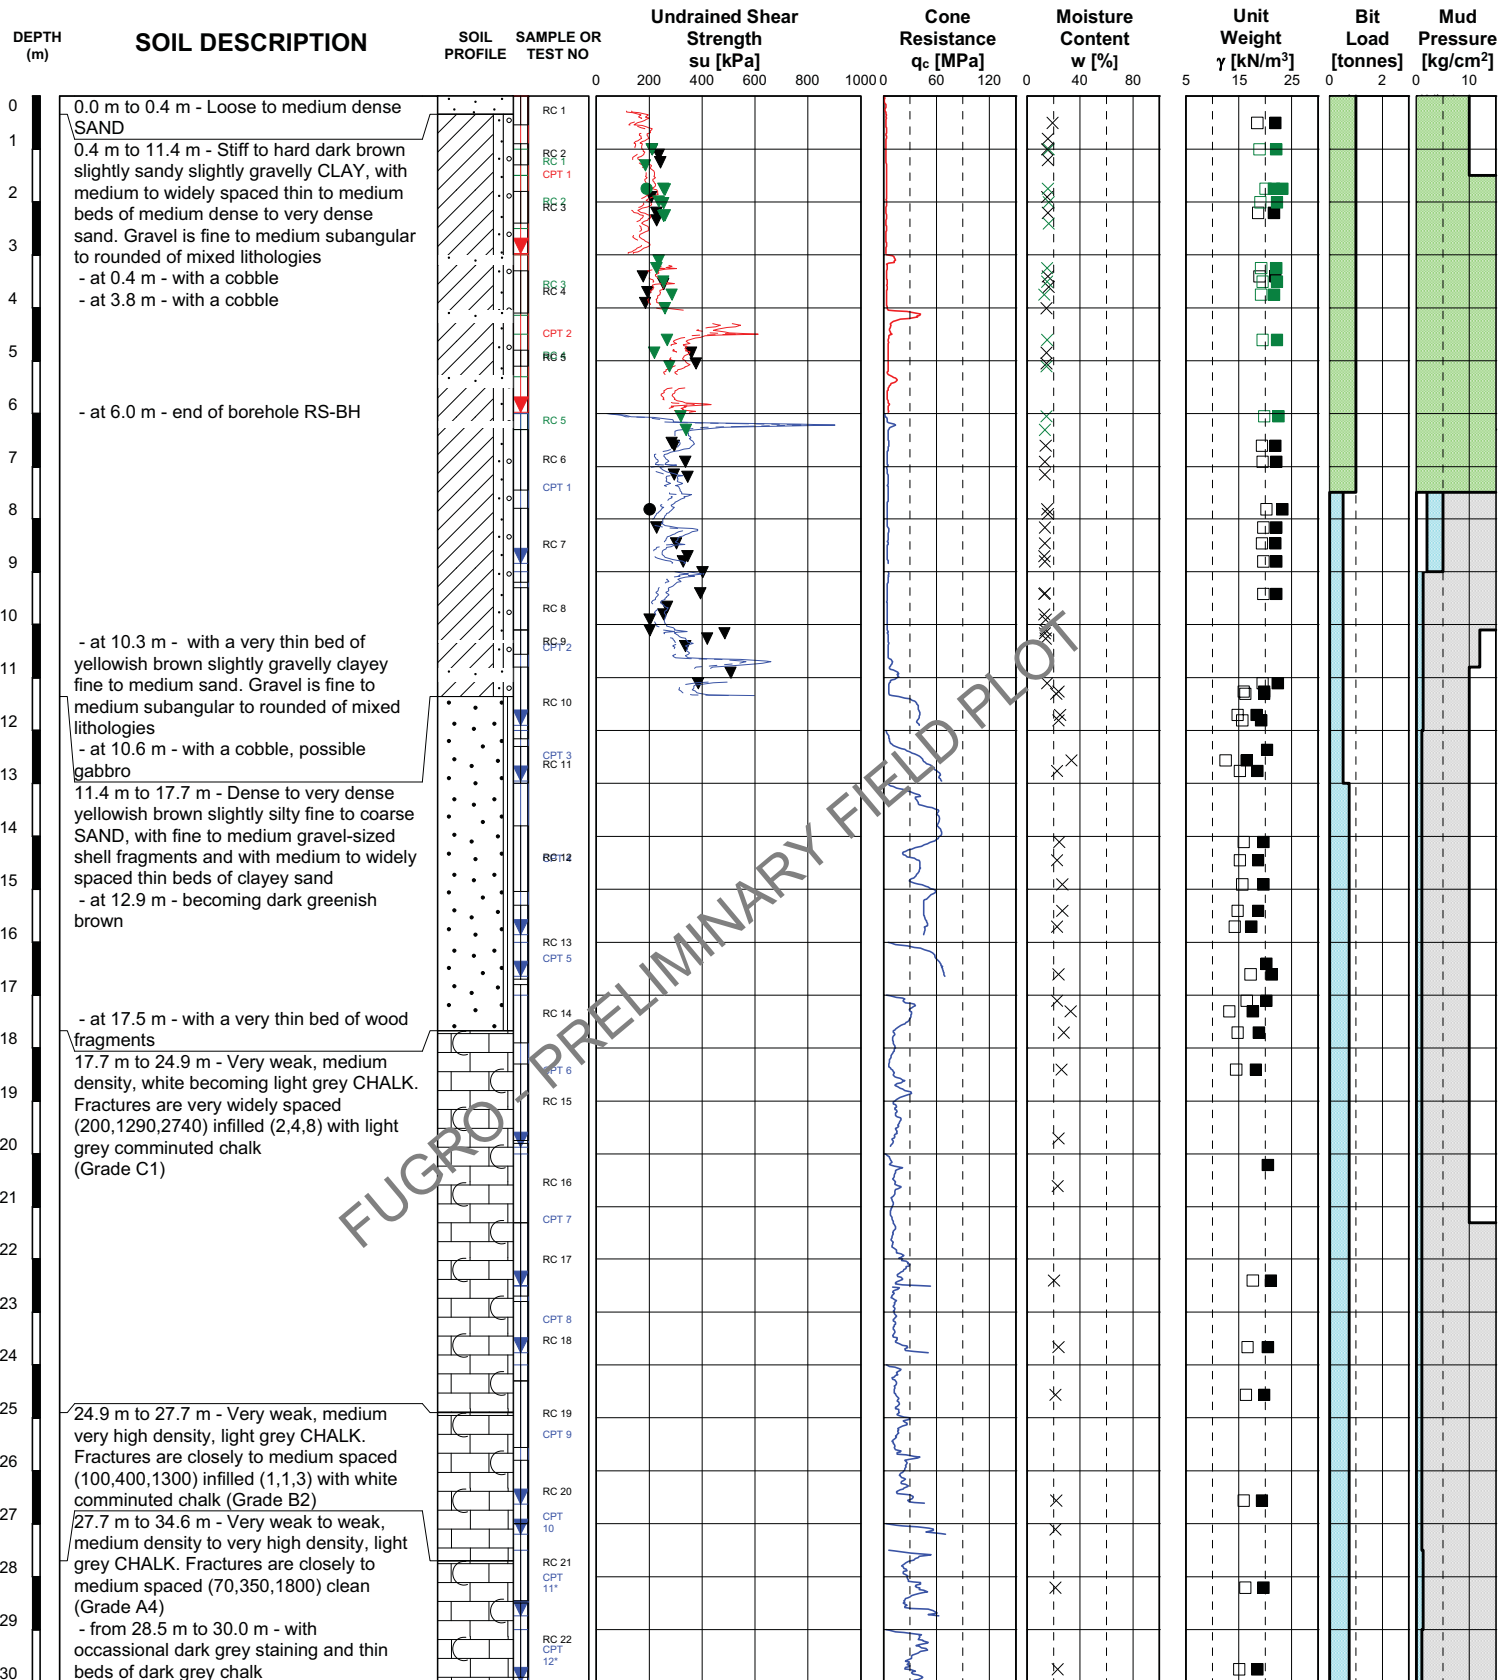 DEPTH
(m)
SOIL DESCRIPTION
SOIL
PROFILE
SAMPLE OR
TEST NO
Undrained Shear
Strength
su [kPa]
Cone
Resistance
qc [MPa]
Moisture
Content
w [%]
Unit
Weight
γ [kN/m³]
Bit
Load
[tonnes]
Mud
Pressure
[kg/cm²]
0 200 400 600 800 1000
0 60 120
0 40 80
5 15 25
0 2
0 10
0
1
2
3
4
5
6
7
8
9
10
11
12
13
14
15
16
17
18
19
20
21
22
23
24
25
26
27
28
29
30
0.0 m to 0.4 m - Loose to medium dense
SAND
0.4 m to 11.4 m - Stiff to hard dark brown
slightly sandy slightly gravelly CLAY, with
medium to widely spaced thin to medium
beds of medium dense to very dense
sand. Gravel is fine to medium subangular
to rounded of mixed lithologies
- at 0.4 m - with a cobble
- at 3.8 m - with a cobble
- at 6.0 m - end of borehole RS-BH
- at 10.3 m - with a very thin bed of
yellowish brown slightly gravelly clayey
fine to medium sand. Gravel is fine to
medium subangular to rounded of mixed
lithologies
- at 10.6 m - with a cobble, possible
gabbro
11.4 m to 17.7 m - Dense to very dense
yellowish brown slightly silty fine to coarse
SAND, with fine to medium gravel-sized
shell fragments and with medium to widely
spaced thin beds of clayey sand
- at 12.9 m - becoming dark greenish
brown
- at 17.5 m - with a very thin bed of wood
fragments
17.7 m to 24.9 m - Very weak, medium
density, white becoming light grey CHALK.
Fractures are very widely spaced
(200,1290,2740) infilled (2,4,8) with light
grey comminuted chalk
(Grade C1)
24.9 m to 27.7 m - Very weak, medium
very high density, light grey CHALK.
Fractures are closely to medium spaced
(100,400,1300) infilled (1,1,3) with white
comminuted chalk (Grade B2)
27.7 m to 34.6 m - Very weak to weak,
medium density to very high density, light
grey CHALK. Fractures are closely to
medium spaced (70,350,1800) clean
(Grade A4)
- from 28.5 m to 30.0 m - with
occassional dark grey staining and thin
beds of dark grey chalk
RC 1
RC 2
RC 1
CPT 1
RC 2
RC 3
RC 3
RC 4
CPT 2
RC 5
RC 5
RC 6
CPT 1
RC 7
RC 8
RC 9
CPT 2
RC 10
CPT 3
RC 11
RC 12
RC 13
CPT 5
RC 14
CPT 6
RC 15
RC 16
CPT 7
RC 17
CPT 8
RC 18
RC 19
CPT 9
RC 20
CPT
10
RC 21
CPT
11*
RC 22
CPT
12*
FUGRO - PRELIMINARY FIELD PLOT